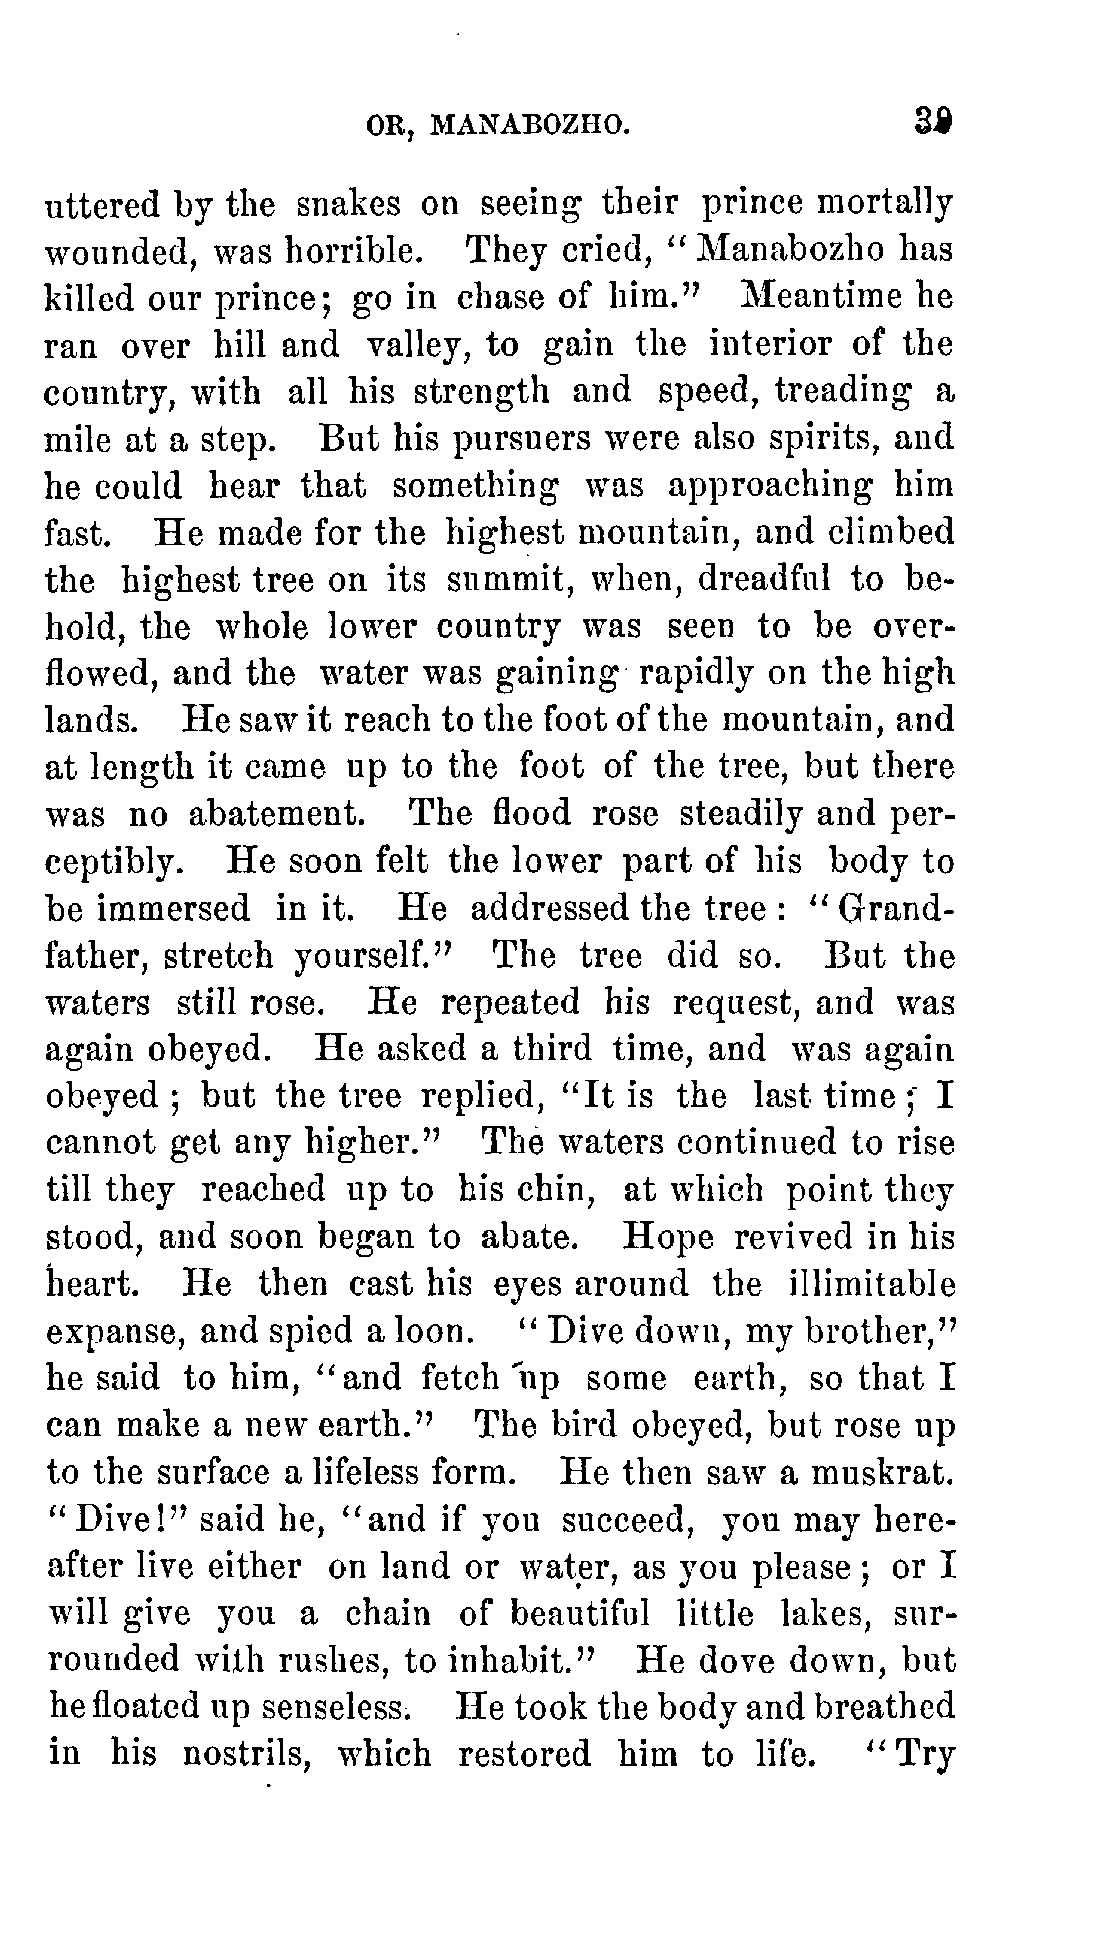 OR, MANABOZHO. 39
uttered by the snakes on seeing their prince mortally
wounded, was horrible. They cried, "Manabozho has
killed our prince; go in chase of him." Meantime he
ran over hill and valley, to gain the interior of the
country, with all his strength and speed, treading a
mile at a step. But his pursuers were also spirits, and
he could hear that something was approaching him
fast. He made for the highest mountain, and climbed
the highest tree on its summit, when, dreadful to be-
hold, the whole lower country was seen to be over-
flowed, and the water was gaining rapidly on the high
lands. He saw it reach to the foot of the mountain, and
at length it came up to the foot of the tree, but there
was no abatement. The flood rose steadily and per-
ceptibly. He soon felt the lower part of his body to
be immersed in it. He addressed the tree: "Grand-
father, stretch yourself." The tree did so. But the
waters still rose. He repeated his request, and was
again obeyed. He asked a third time, and was again
obeyed; but the tree replied, "It is the last time; I
cannot get any higher." The waters continued to rise
till they reached up to his chin, at which point they
stood, and soon began to abate. Hope revived in his
heart. He then cast his eyes around the illimitable
expanse, and spied a loon. "Dive down, my brother,"
he said to him, "and fetch up some earth, so that I
can make a new earth." The bird obeyed, but rose up
to the surface a lifeless form. He then saw a muskrat.
"Dive!" said he, "and if you succeed, you may here-
after live either on land or water, as you please; or I
will give you a chain of beautiful little lakes, sur-
rounded with rushes, to inhabit." He dove down, but
he floated up senseless. He took the body and breathed
in his nostrils, which restored him to life. "Try